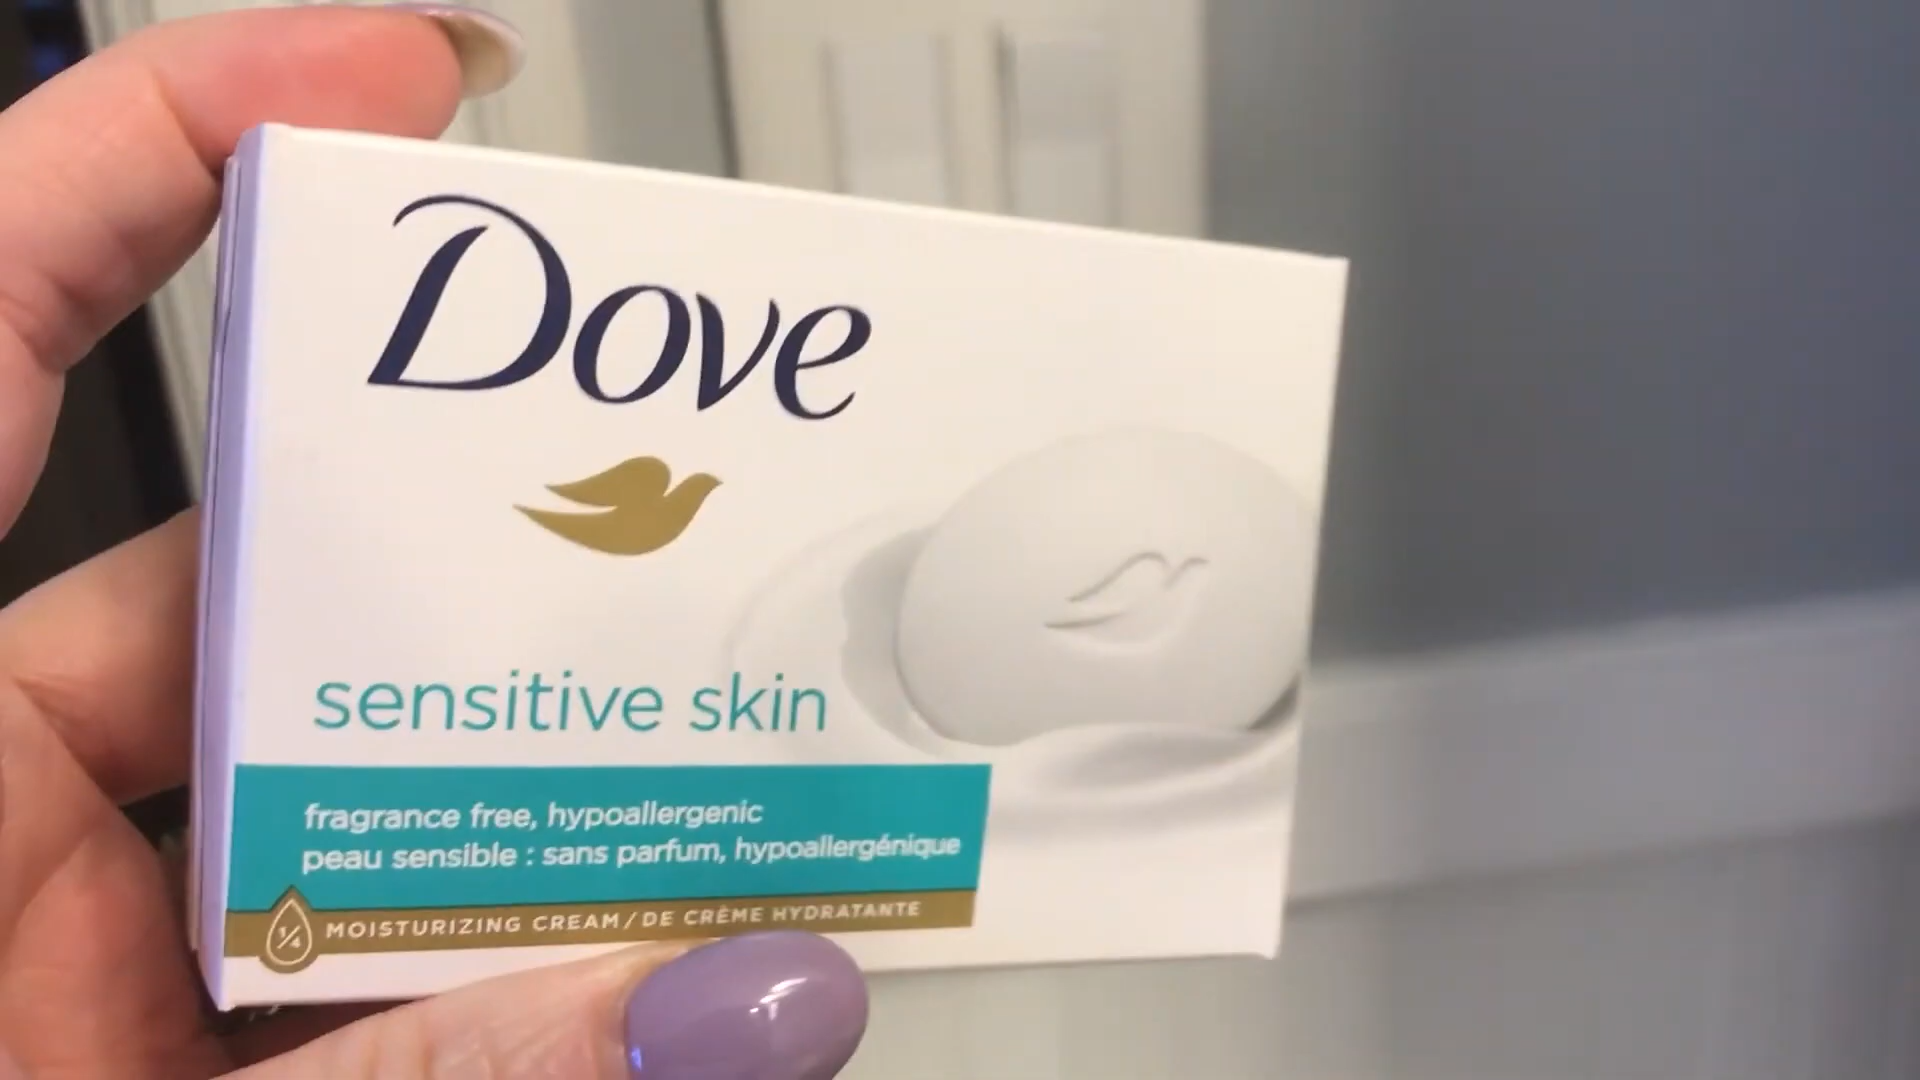 Dove
sensitive skin
fragrance free, hypoallergenic
peau sensible : sans parfum, hypoallergénique
1/4 MOISTURIZING CREAM / DE CRÈME HYDRATANTE